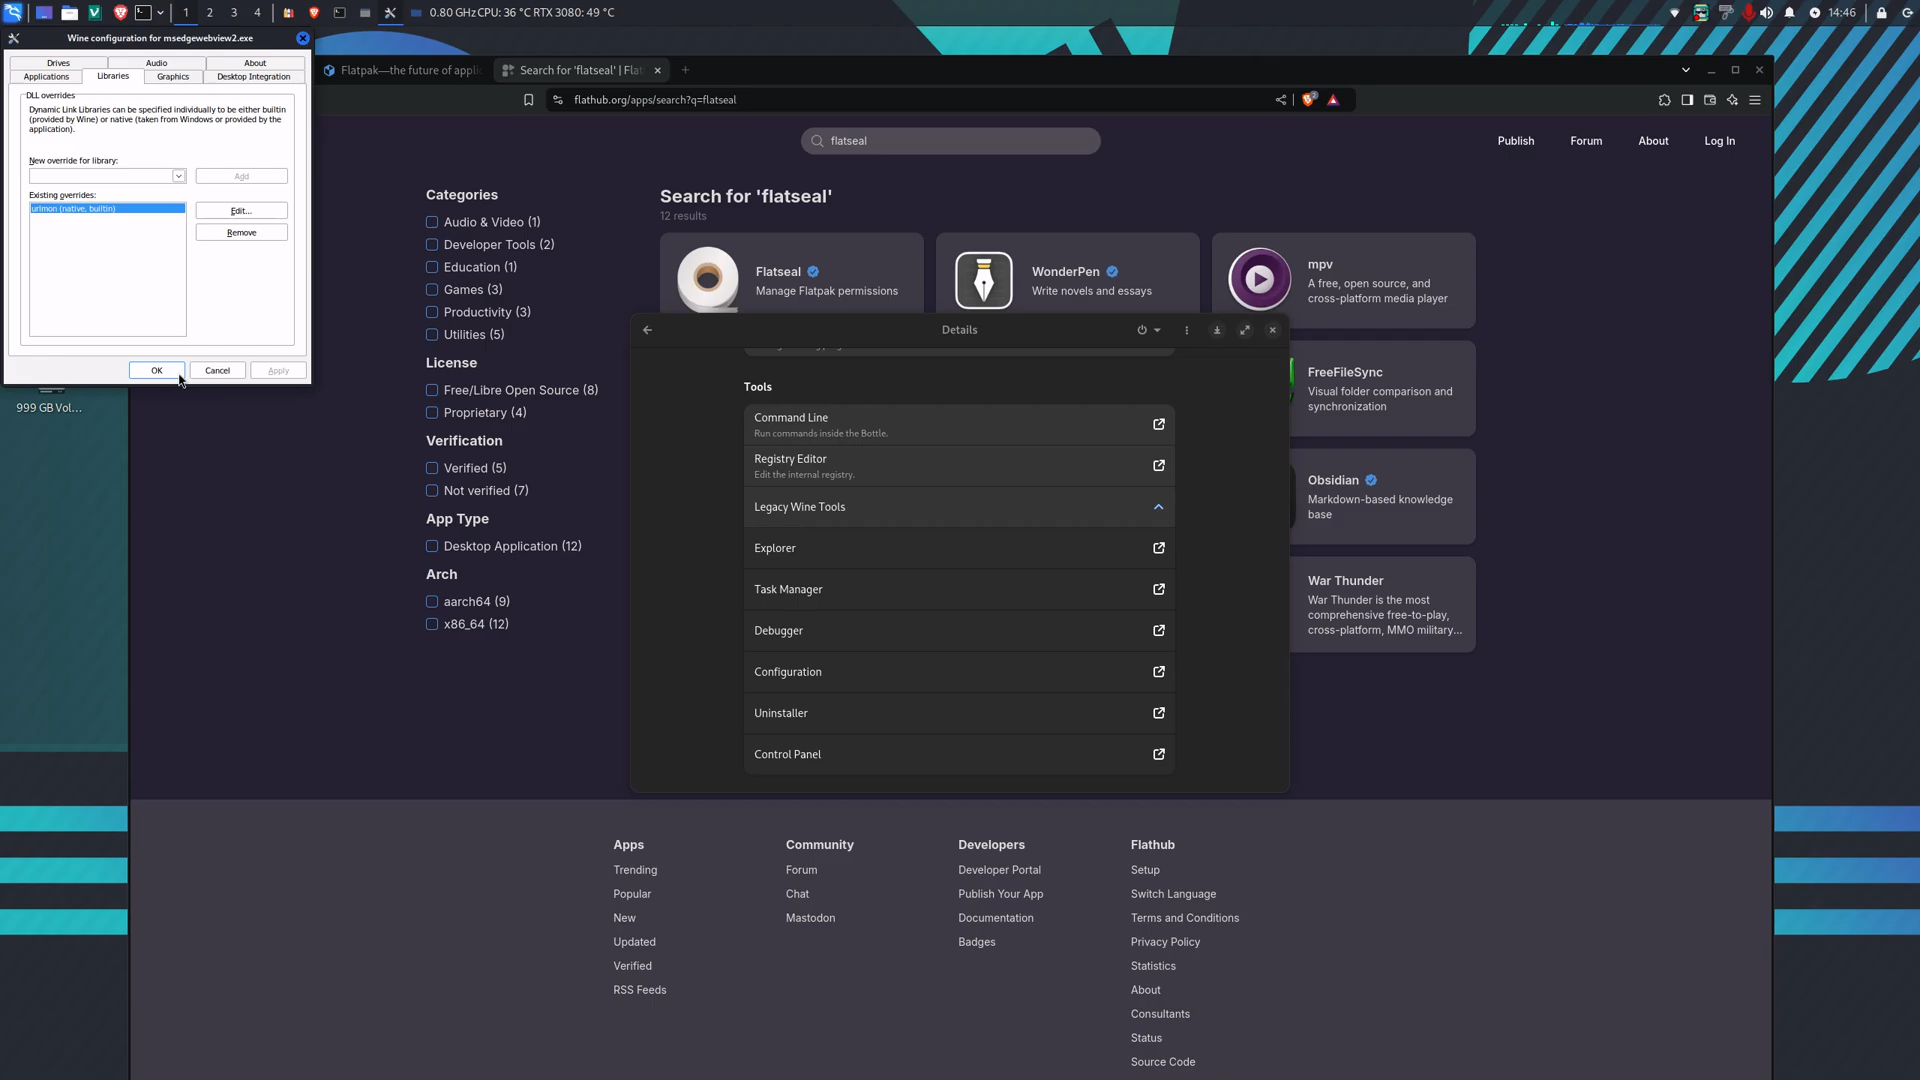 1
2
3
4
0.80 GHz CPU: 36 °C RTX 3080: 49 °C
14:46
Wine configuration for msedgewebview2.exe
Drives
Audio
About
Applications
Libraries
Graphics
Desktop Integration
DLL overrides
Dynamic Link Libraries can be specified individually to be either builtin
(provided by Wine) or native (taken from Windows or provided by the
application).
New override for library:
Add
Existing overrides:
urlmon (native, builtin)
Edit...
Remove
OK
Cancel
Apply
999 GB Vol...
Flatpak—the future of appli
Search for 'flatseal' | Flat
flathub.org/apps/search?q=flatseal
flatseal
Publish
Forum
About
Log In
Categories
Audio & Video (1)
Developer Tools (2)
Education (1)
Games (3)
Productivity (3)
Utilities (5)
License
Free/Libre Open Source (8)
Proprietary (4)
Verification
Verified (5)
Not verified (7)
App Type
Desktop Application (12)
Arch
aarch64 (9)
x86_64 (12)
Search for 'flatseal'
12 results
Flatseal
Manage Flatpak permissions
WonderPen
Write novels and essays
mpv
A free, open source, and
cross-platform media player
FreeFileSync
Visual folder comparison and
synchronization
Obsidian
Markdown-based knowledge
base
War Thunder
War Thunder is the most
comprehensive free-to-play,
cross-platform, MMO military...
Details
Tools
Command Line
Run commands inside the Bottle.
Registry Editor
Edit the internal registry.
Legacy Wine Tools
Explorer
Task Manager
Debugger
Configuration
Uninstaller
Control Panel
Apps
Trending
Popular
New
Updated
Verified
RSS Feeds
Community
Forum
Chat
Mastodon
Developers
Developer Portal
Publish Your App
Documentation
Badges
Flathub
Setup
Switch Language
Terms and Conditions
Privacy Policy
Statistics
About
Consultants
Status
Source Code